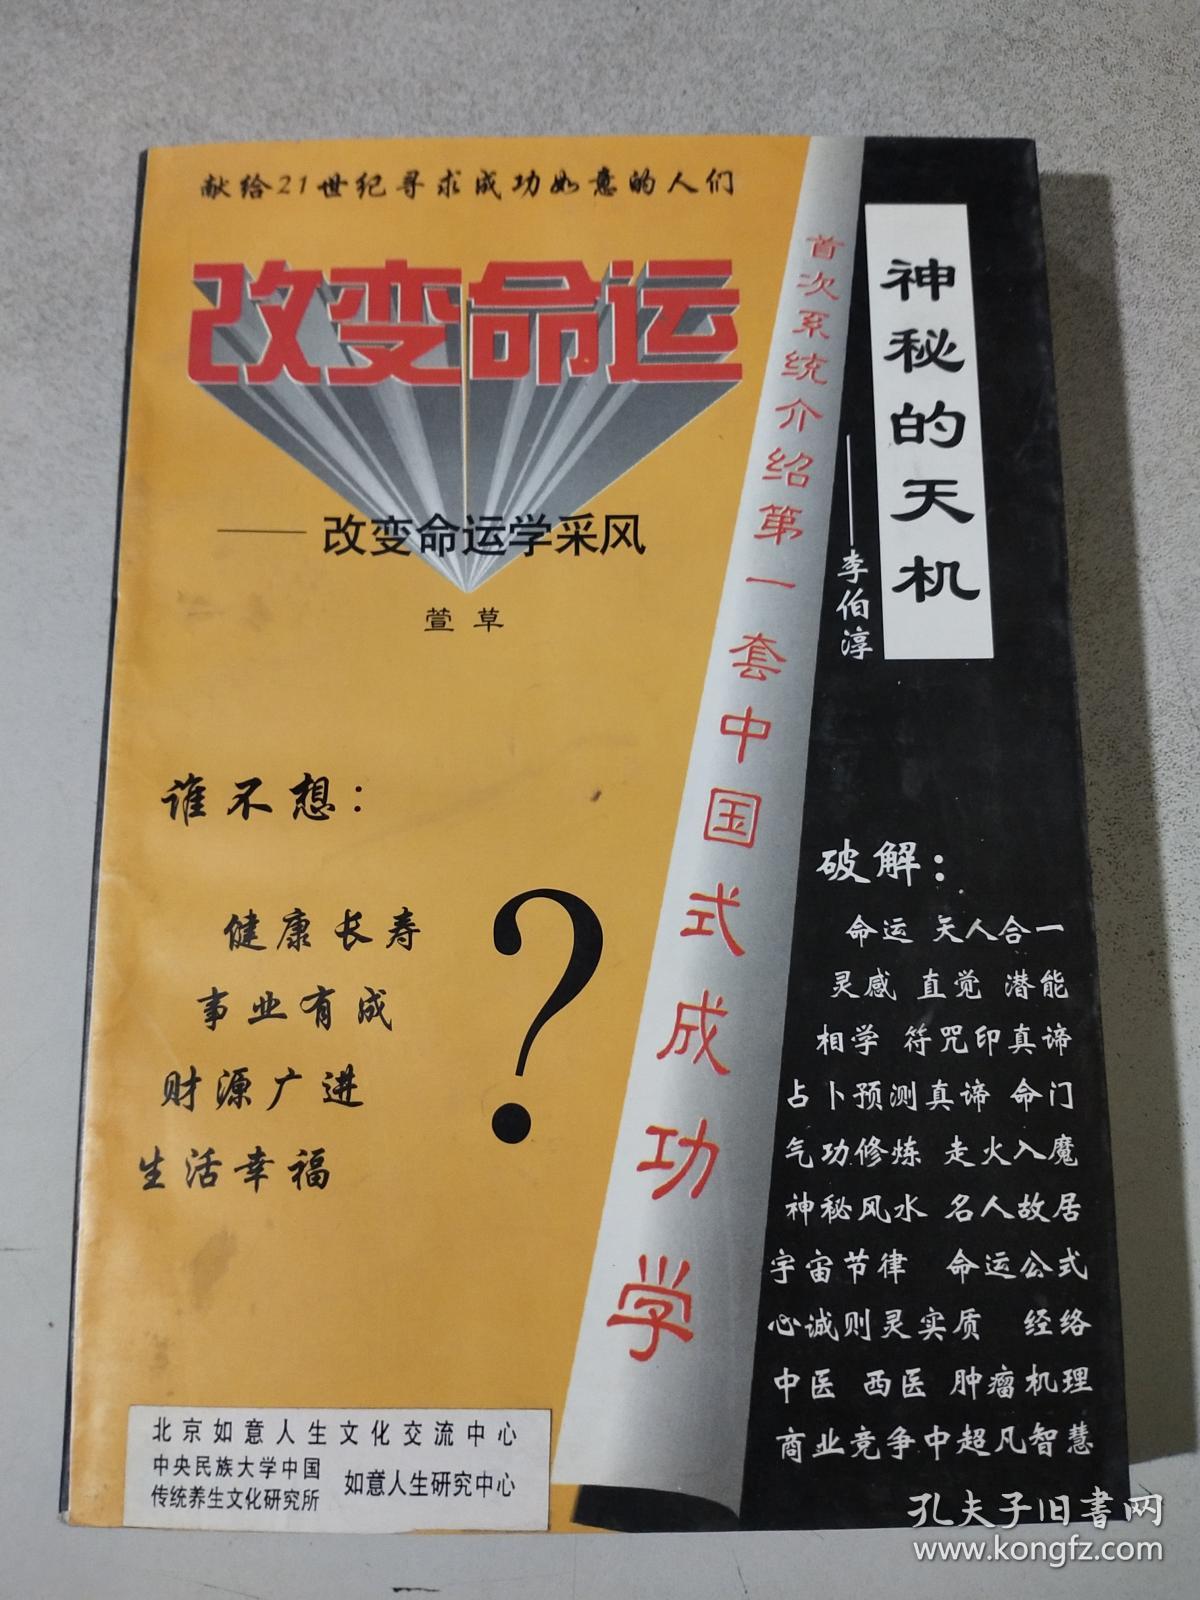 献给21世纪寻求成功如意的人们
改变命运
——改变命运学采风
萱草
谁不想：
健康长寿
事业有成
财源广进
生活幸福
？
北京如意人生文化交流中心
中央民族大学中国
传统养生文化研究所
如意人生研究中心
首次系统介绍第一套中国式成功学
神秘的天机
——李伯淳
破解：
命运 天人合一
灵感 直觉 潜能
相学 符咒印真谛
占卜预测真谛 命门
气功修炼 走火入魔
神秘风水 名人故居
宇宙节律 命运公式
心诚则灵实质 经络
中医 西医 肿瘤机理
商业竞争中超凡智慧
孔夫子旧书网
www.kongfz.com